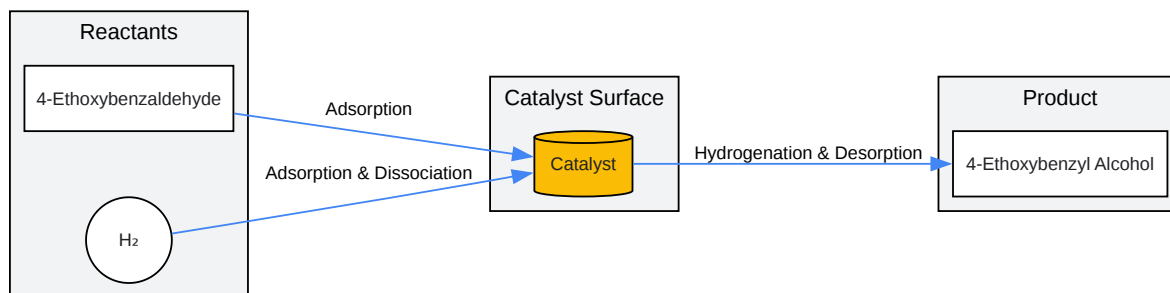 Reactants
4-Ethoxybenzaldehyde
H₂
Adsorption
Adsorption & Dissociation
Catalyst Surface
Catalyst
Hydrogenation & Desorption
Product
4-Ethoxybenzyl Alcohol